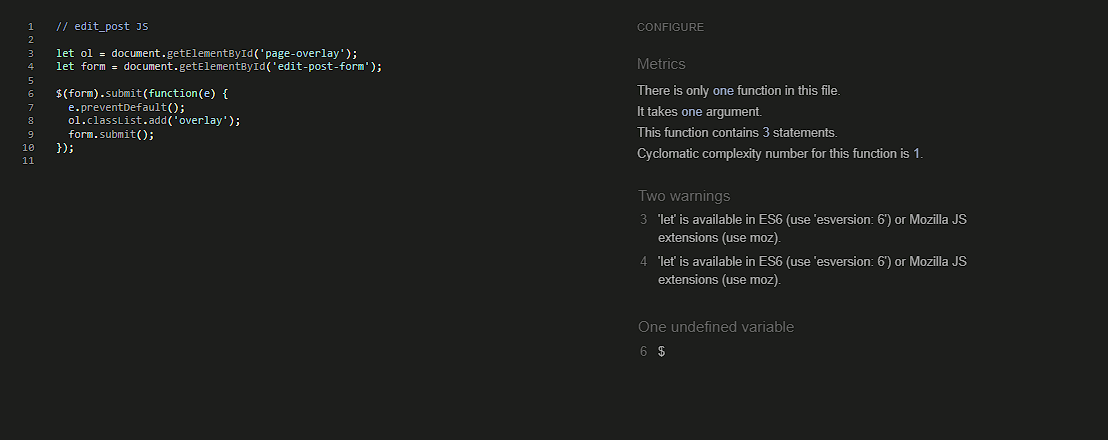 1 // edit_post JS
2
3 let ol = document.getElementById('page-overlay');
4 let form = document.getElementById('edit-post-form');
5
6 $(form).submit(function(e) {
7 e.preventDefault();
8 ol.classList.add('overlay');
9 form.submit();
10 });
11
CONFIGURE
Metrics
There is only one function in this file.
It takes one argument.
This function contains 3 statements.
Cyclomatic complexity number for this function is 1.
Two warnings
3 'let' is available in ES6 (use 'esversion: 6') or Mozilla JS
extensions (use moz).
4 'let' is available in ES6 (use 'esversion: 6') or Mozilla JS
extensions (use moz).
One undefined variable
6 $